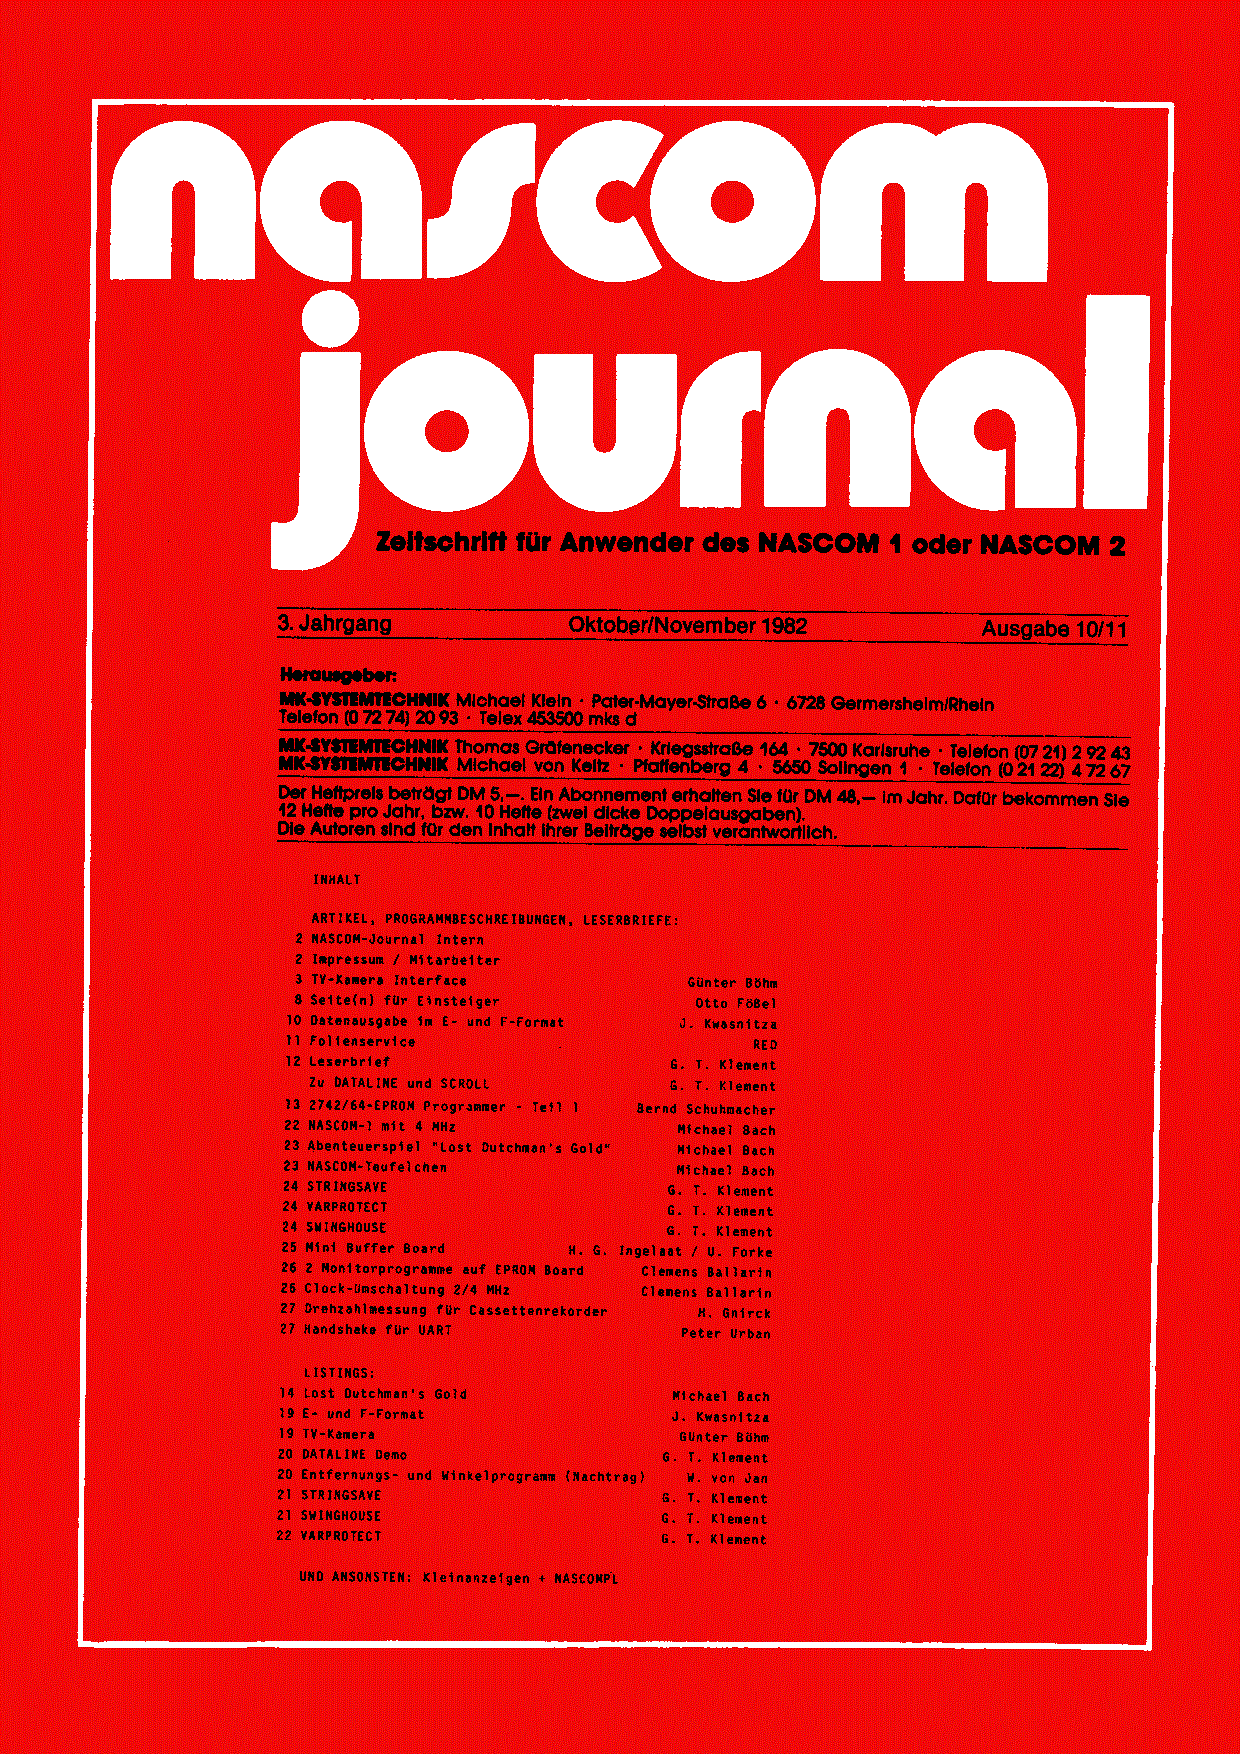 nascom
journal
Zeitschrift für Anwender des NASCOM 1 oder NASCOM 2
3. Jahrgang Oktober/November 1982 Ausgabe 10/11
Herausgeber:
MK-SYSTEMTECHNIK Michael Klein · Pater-Mayer-Straße 6 · 6728 Germersheim/Rhein
Telefon (0 72 74) 20 93 · Telex 453500 mks d
MK-SYSTEMTECHNIK Thomas Gräfenecker · Kriegsstraße 164 · 7500 Karlsruhe · Telefon (07 21) 2 92 43
MK-SYSTEMTECHNIK Michael von Keitz · Pfaffenberg 4 · 5650 Solingen 1 · Telefon (0 21 22) 4 72 67
Der Heftpreis beträgt DM 5,—. Ein Abonnement erhalten Sie für DM 48,— im Jahr. Dafür bekommen Sie
12 Hefte pro Jahr, bzw. 10 Hefte (zwei dicke Doppelausgaben).
Die Autoren sind für den Inhalt ihrer Beiträge selbst verantwortlich.
INHALT
ARTIKEL, PROGRAMMBESCHREIBUNGEN, LESERBRIEFE:
2 NASCOM-Journal Intern
2 Impressum / Mitarbeiter
3 TV-Kamera Interface Günter Böhm
8 Seite(n) für Einsteiger Otto Fößel
10 Datenausgabe im E- und F-Format J. Kwasnitza
11 Folienservice RED
12 Leserbrief G. T. Klement
Zu DATALINE und SCROLL G. T. Klement
13 2742/64-EPROM Programmer - Teil 1 Bernd Schuhmacher
22 NASCOM-1 mit 4 MHz Michael Bach
23 Abenteuerspiel "Lost Dutchman's Gold" Michael Bach
23 NASCOM-Teufelchen Michael Bach
24 STRINGSAVE G. T. Klement
24 VARPROTECT G. T. Klement
24 SWINGHOUSE G. T. Klement
25 Mini Buffer Board H. G. Ingelaat / U. Forke
26 2 Monitorprogramme auf EPROM Board Clemens Ballarin
26 Clock-Umschaltung 2/4 MHz Clemens Ballarin
27 Drehzahlmessung für Cassettenrekorder H. Gnirck
27 Handshake für UART Peter Urban
LISTINGS:
14 Lost Dutchman's Gold Michael Bach
19 E- und F-Format J. Kwasnitza
19 TV-Kamera Günter Böhm
20 DATALINE Demo G. T. Klement
20 Entfernungs- und Winkelprogramm (Nachtrag) W. von Jan
21 STRINGSAVE G. T. Klement
21 SWINGHOUSE G. T. Klement
22 VARPROTECT G. T. Klement
UND ANSONSTEN: Kleinanzeigen + NASCOMPL